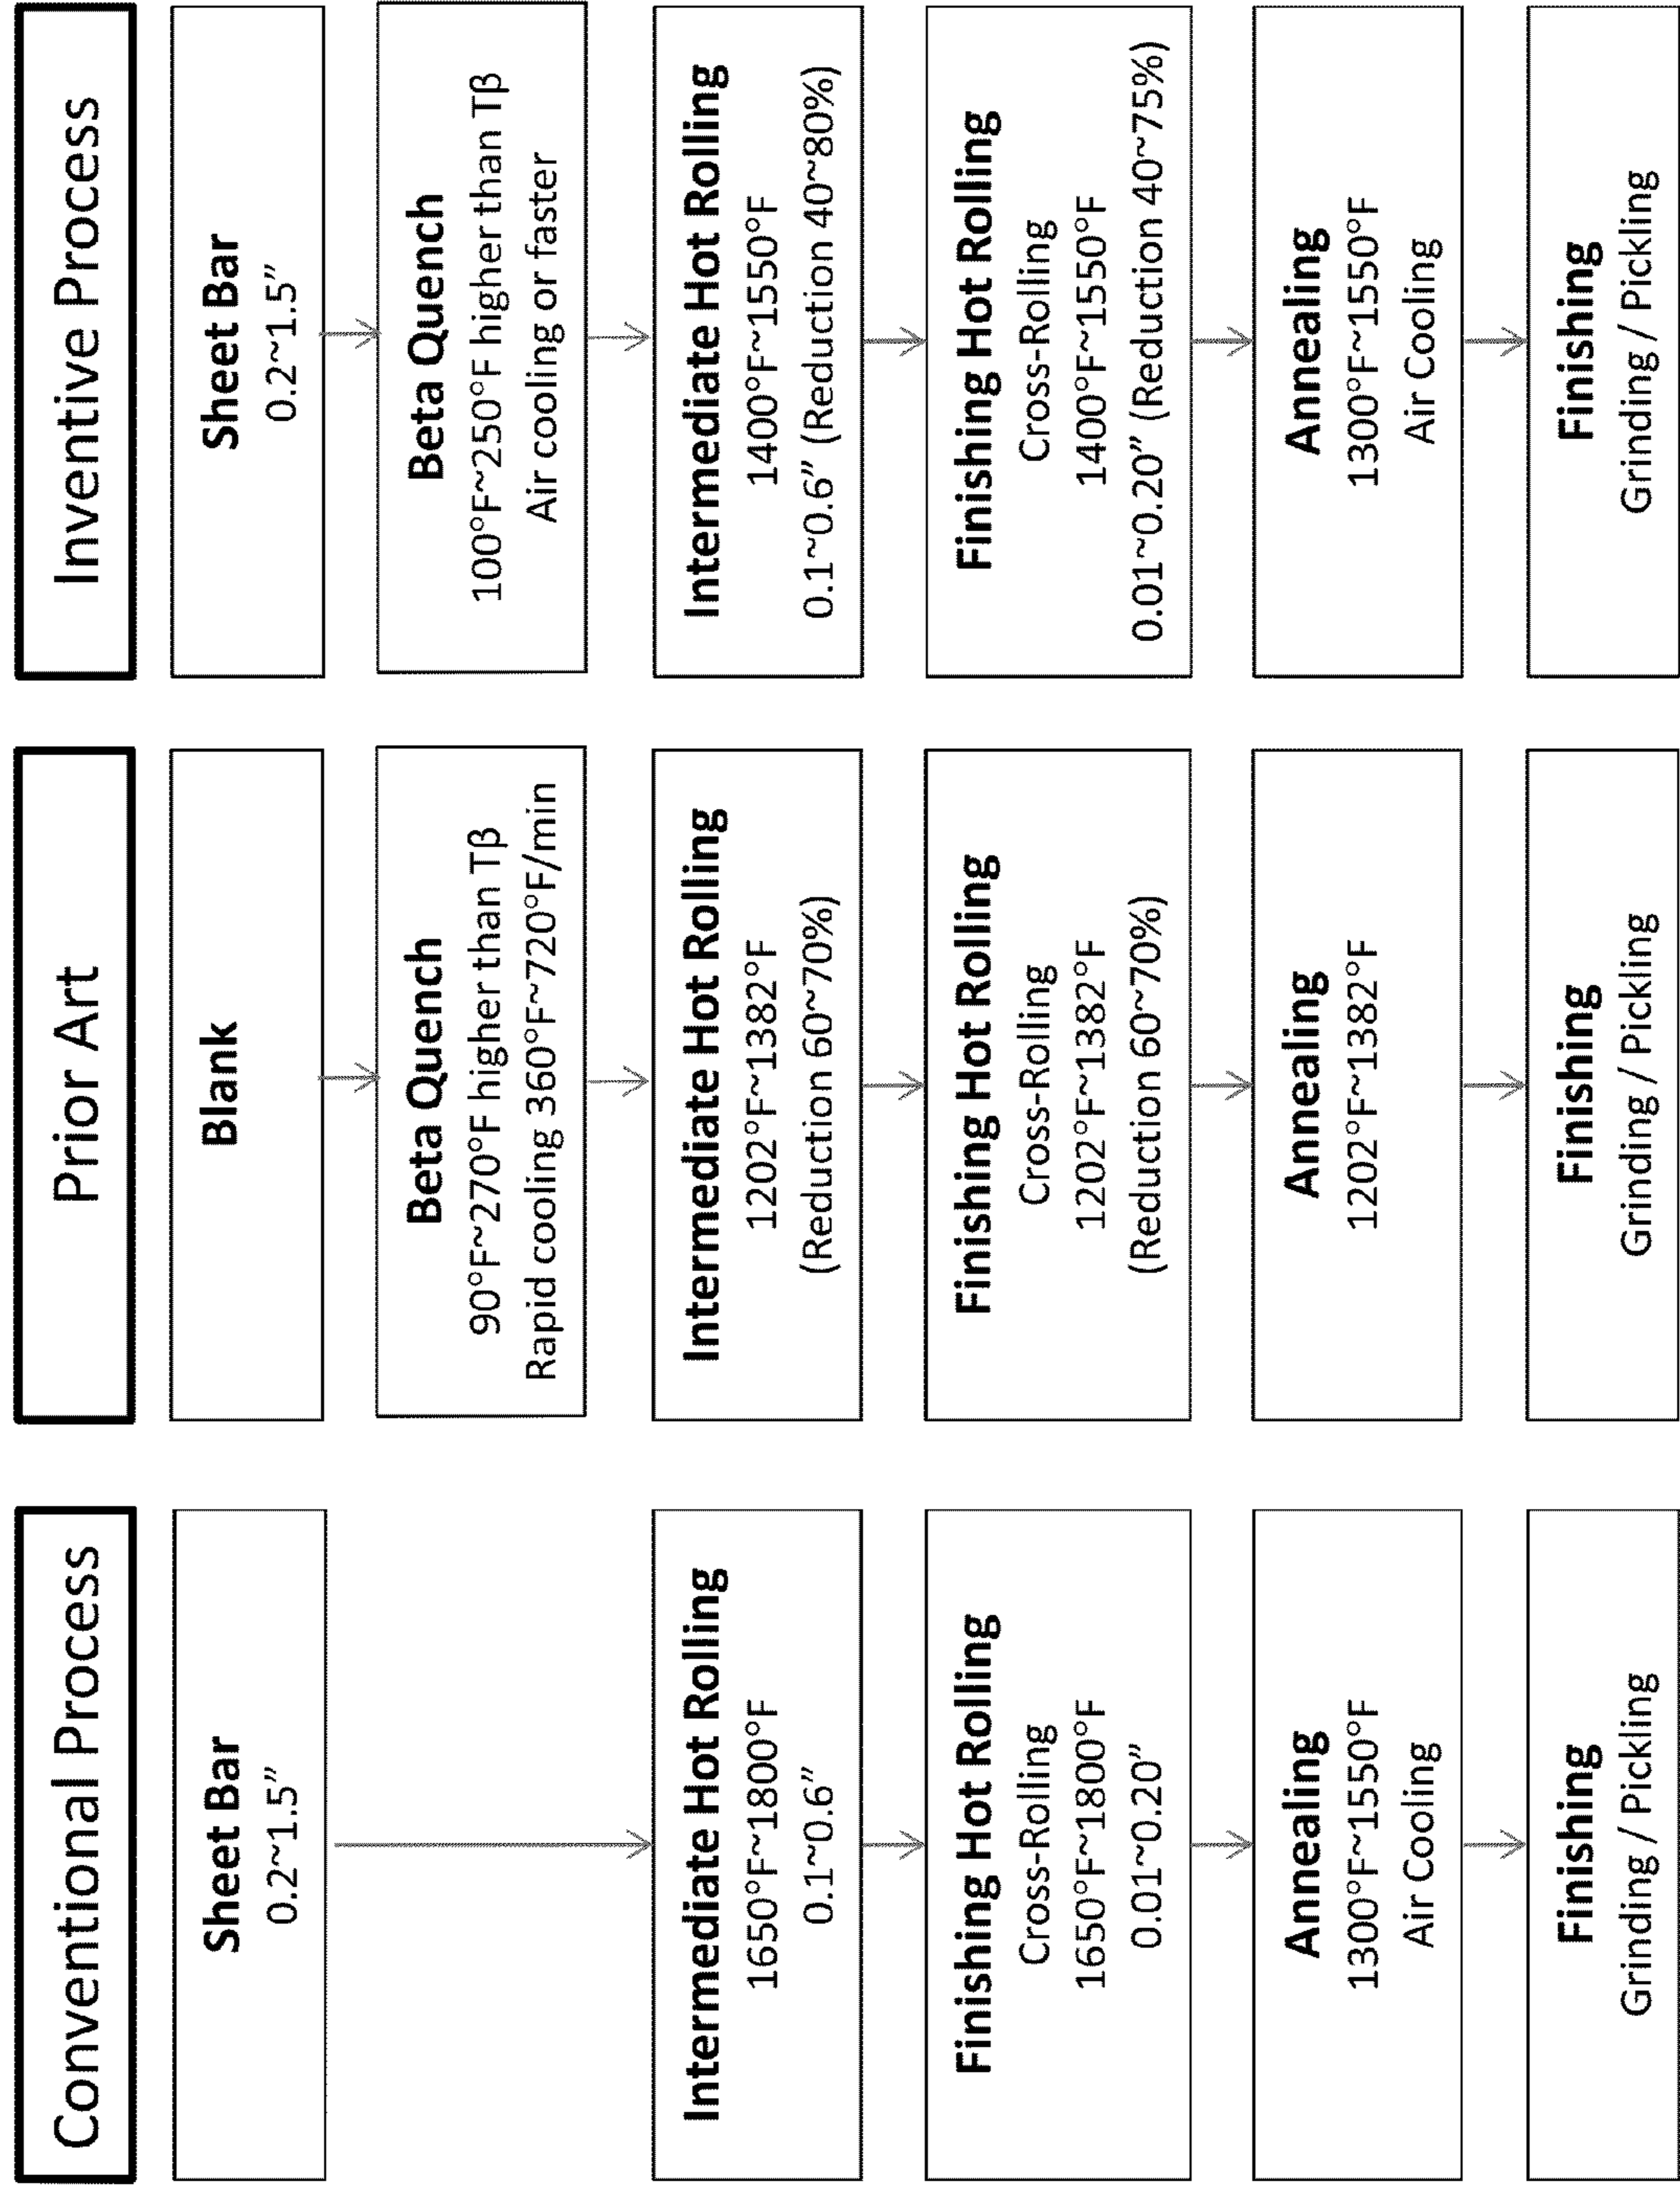 Conventional Process
Sheet Bar
0.2~1.5”
Intermediate Hot Rolling
1650°F~1800°F
0.1~0.6”
Finishing Hot Rolling
Cross-Rolling
1650°F~1800°F
0.01~0.20”
Annealing
1300°F~1550°F
Air Cooling
Finishing
Grinding / Pickling
Prior Art
Blank
Beta Quench
90°F~270°F higher than Tβ
Rapid cooling 360°F~720°F/min
Intermediate Hot Rolling
1202°F~1382°F
(Reduction 60~70%)
Finishing Hot Rolling
Cross-Rolling
1202°F~1382°F
(Reduction 60~70%)
Annealing
1202°F~1382°F
Finishing
Grinding / Pickling
Inventive Process
Sheet Bar
0.2~1.5”
Beta Quench
100°F~250°F higher than Tβ
Air cooling or faster
Intermediate Hot Rolling
1400°F~1550°F
0.1~0.6” (Reduction 40~80%)
Finishing Hot Rolling
Cross-Rolling
1400°F~1550°F
0.01~0.20” (Reduction 40~75%)
Annealing
1300°F~1550°F
Air Cooling
Finishing
Grinding / Pickling